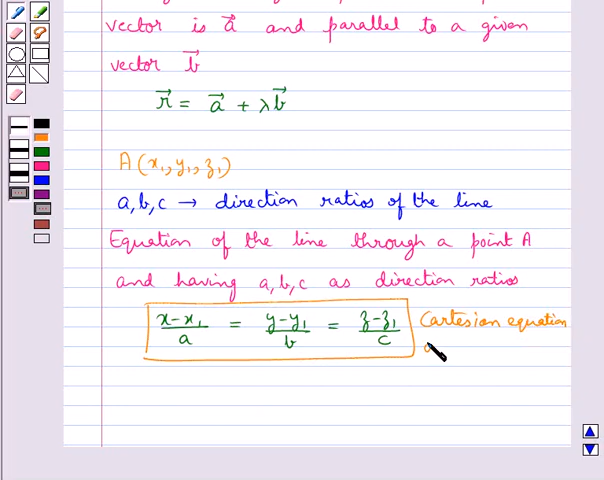 vector is a⃗ and parallel to a given
vector b⃗
r⃗ = a⃗ + λb⃗
A(x₁, y₁, z₁)
a, b, c → direction ratios of the line
Equation of the line through a point A
and having a, b, c as direction ratios
(x-x₁)/a = (y-y₁)/b = (z-z₁)/c Cartesian equation